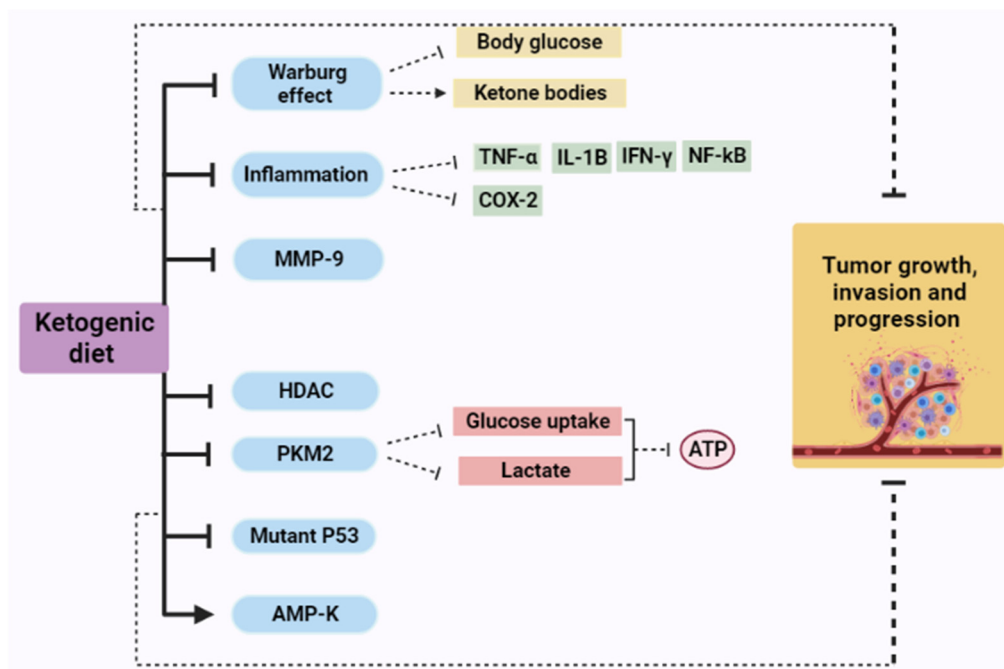 Body glucose
Warburg
effect
Ketone bodies
TNF-α IL-1B IFN-γ NF-kB
Inflammation
COX-2
MMP-9
Tumor growth,
invasion and
progression
Ketogenic
diet
HDAC
Glucose uptake
PKM2
ATP
Lactate
Mutant P53
AMP-K